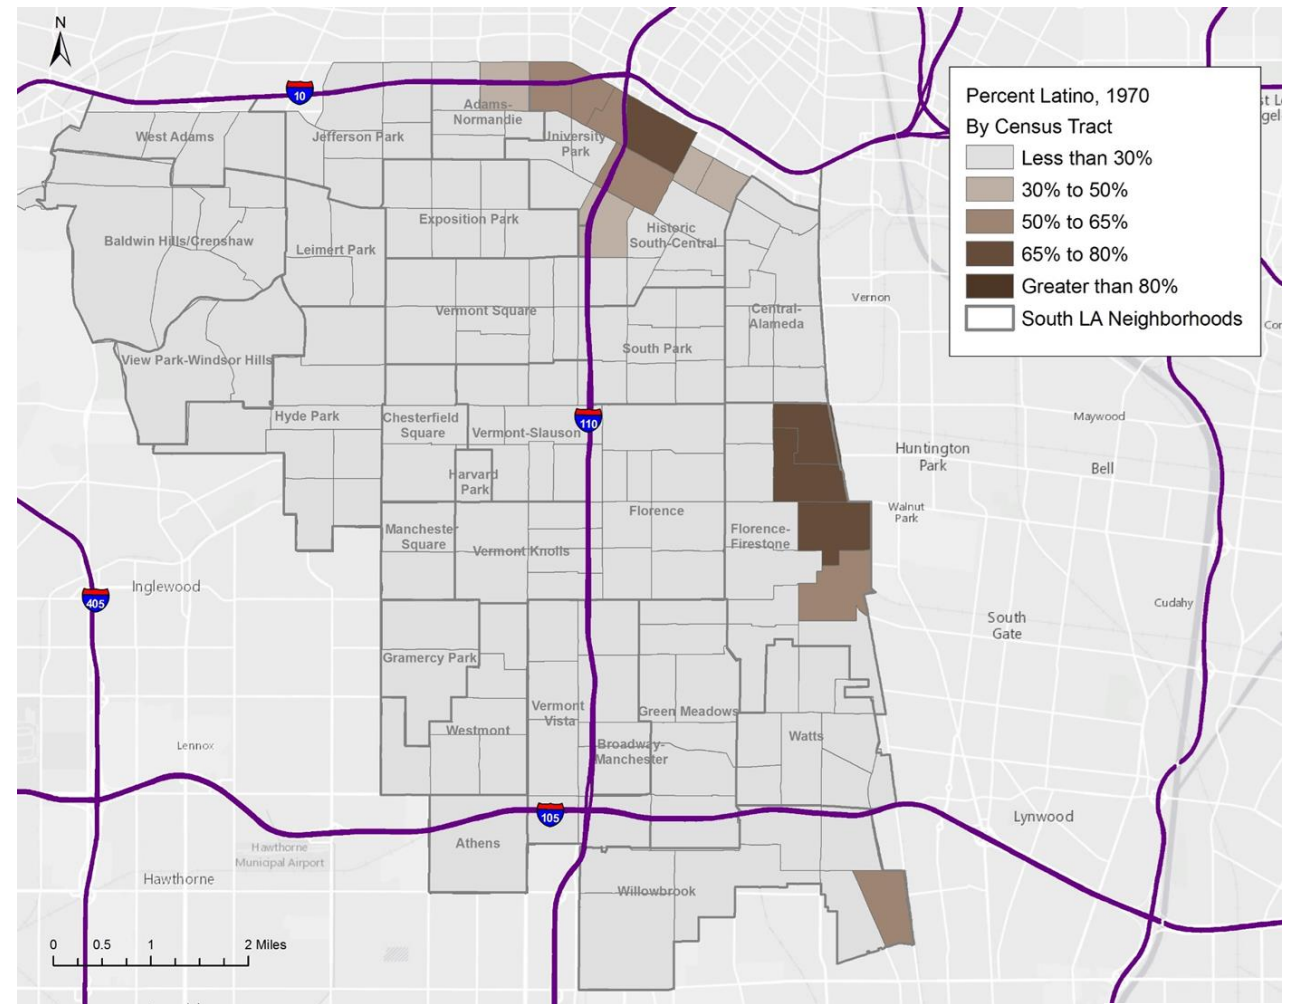 N
Percent Latino, 1970
By Census Tract
Less than 30%
30% to 50%
50% to 65%
65% to 80%
Greater than 80%
South LA Neighborhoods
10
Adams-
Normandie
West Adams
Jefferson Park
University
Park
Exposition Park
Historic
South-Central
Baldwin Hills/Crenshaw
Leimert Park
Vernon
Vermont Square
Central-
Alameda
South Park
View Park-Windsor Hills
Hyde Park
Chesterfield
Square
110
Vermont-Slauson
Maywood
Huntington
Park
Bell
Harvard
Park
Florence
Walnut
Park
Manchester
Square
Vermont Knolls
Florence-
Firestone
Inglewood
405
Cudahy
South
Gate
Gramercy Park
Vermont
Vista
Green Meadows
Westmont
Watts
Lennox
Broadway-
Manchester
105
Lynwood
Athens
Hawthorne
Municipal Airport
Hawthorne
Willowbrook
0 0.5 1 2 Miles